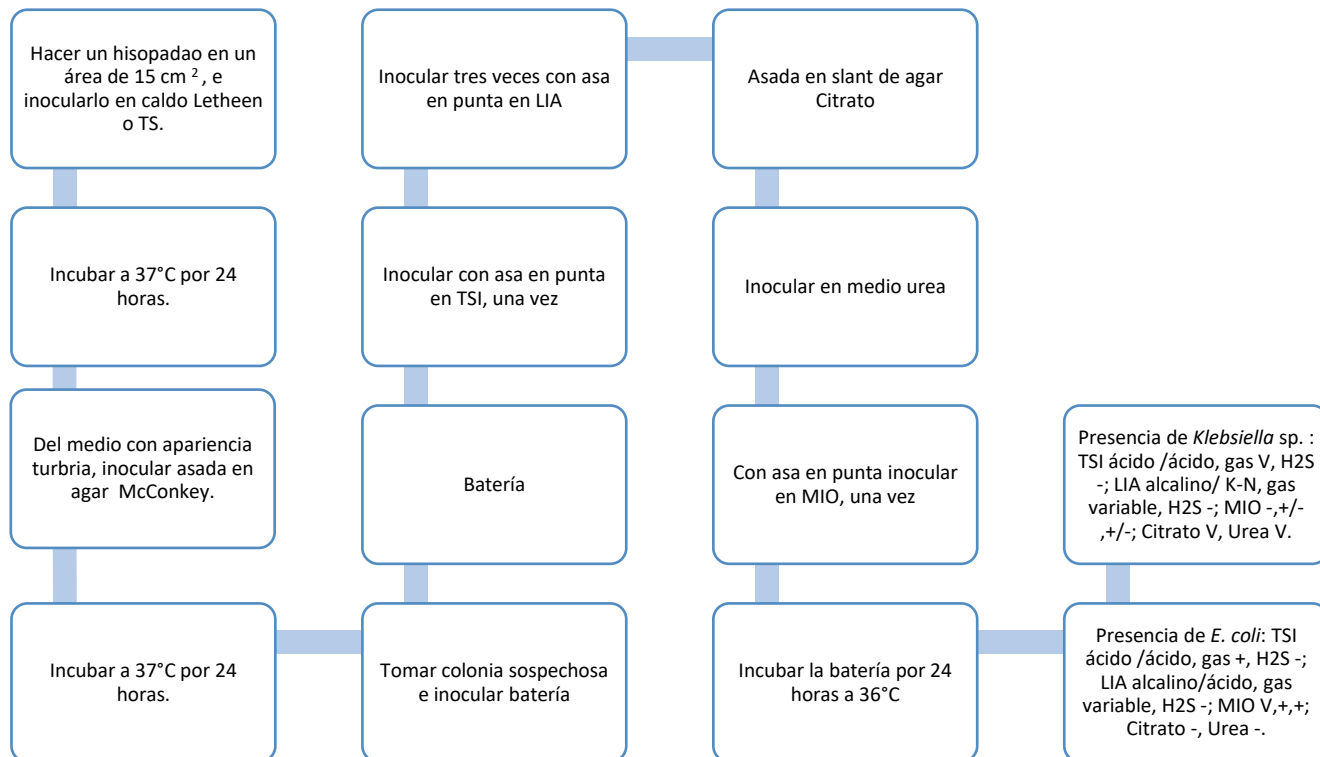 Hacer un hisopadao en un
área de 15 cm ², e
inocularlo en caldo Letheen
o TS.
Incubar a 37°C por 24
horas.
Del medio con apariencia
turbria, inocular asada en
agar McConkey.
Incubar a 37°C por 24
horas.
Tomar colonia sospechosa
e inocular batería
Batería
Inocular con asa en punta
en TSI, una vez
Inocular tres veces con asa
en punta en LIA
Asada en slant de agar
Citrato
Inocular en medio urea
Con asa en punta inocular
en MIO, una vez
Incubar la batería por 24
horas a 36°C
Presencia de E. coli: TSI
ácido /ácido, gas +, H2S -;
LIA alcalino/ácido, gas
variable, H2S -; MIO V,+,+;
Citrato -, Urea -.
Presencia de Klebsiella sp. :
TSI ácido /ácido, gas V, H2S
-; LIA alcalino/ K-N, gas
variable, H2S -; MIO -,+/-
,+/-; Citrato V, Urea V.